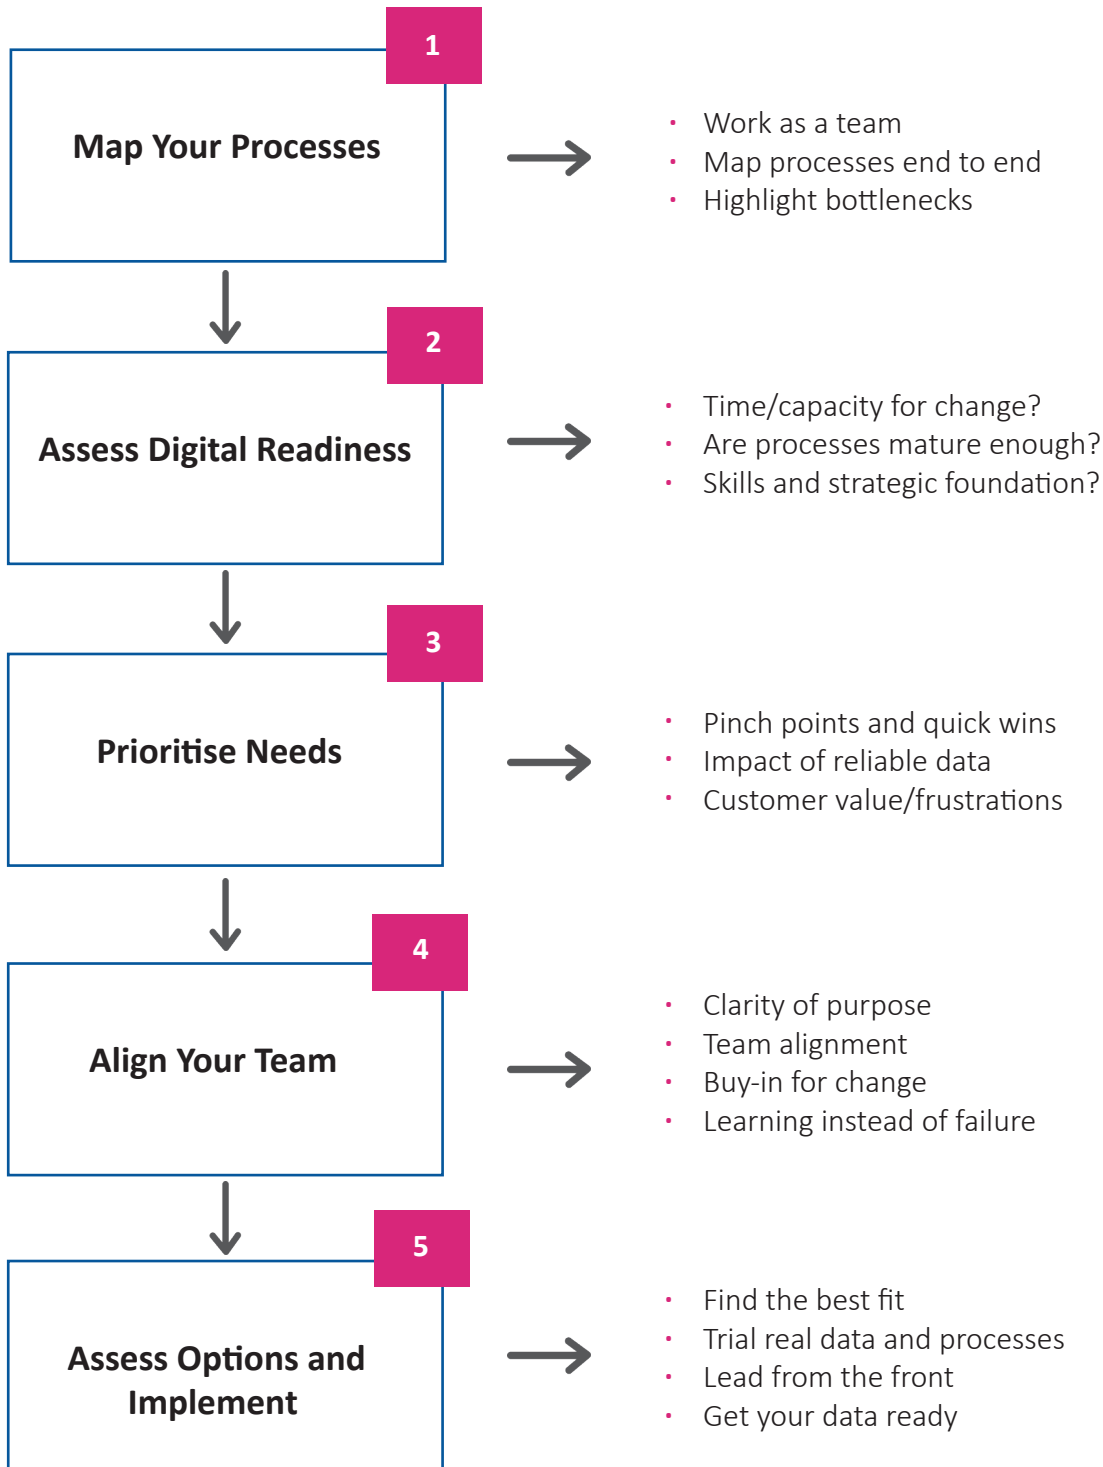 1
Map Your Processes
• Work as a team
• Map processes end to end
• Highlight bottlenecks
2
Assess Digital Readiness
• Time/capacity for change?
• Are processes mature enough?
• Skills and strategic foundation?
3
Prioritise Needs
• Pinch points and quick wins
• Impact of reliable data
• Customer value/frustrations
4
Align Your Team
• Clarity of purpose
• Team alignment
• Buy-in for change
• Learning instead of failure
5
Assess Options and
Implement
• Find the best fit
• Trial real data and processes
• Lead from the front
• Get your data ready